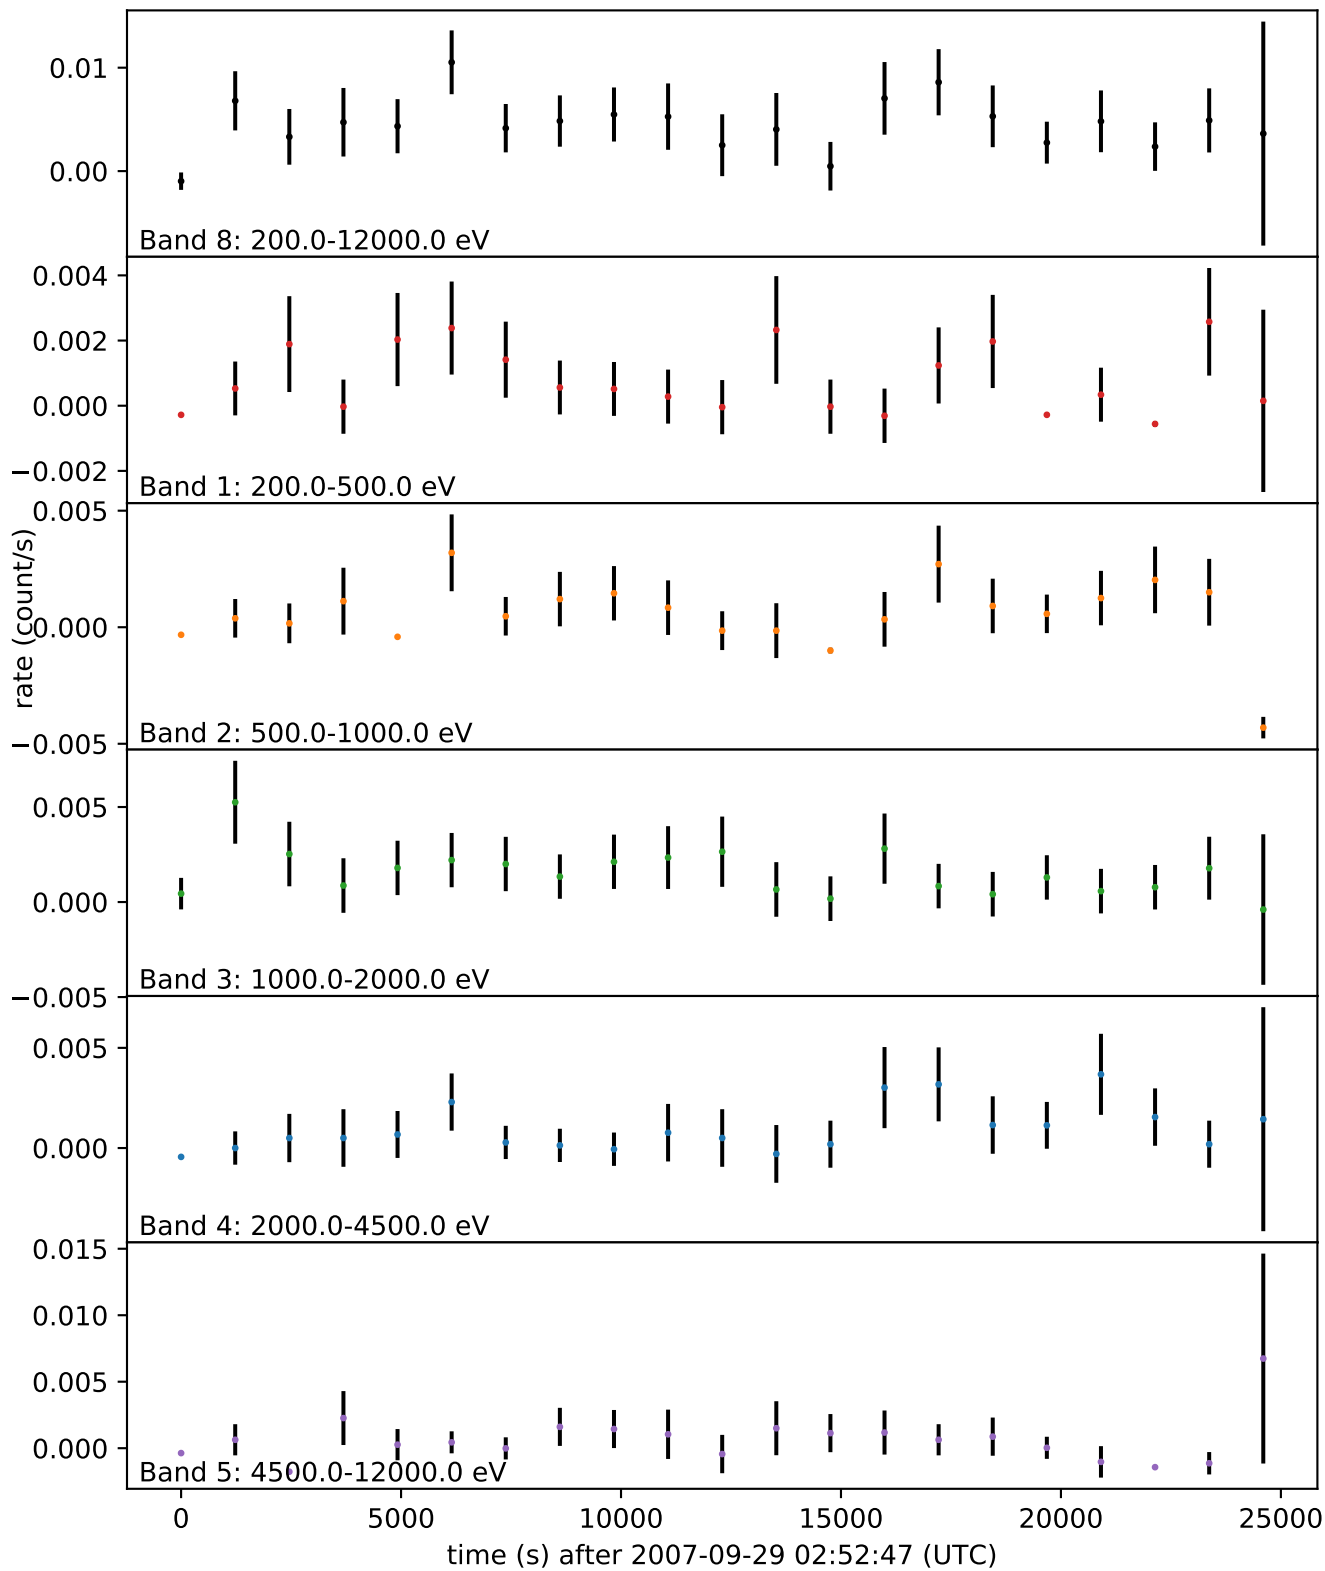 0.01
0.00
Band 8: 200.0-12000.0 eV
0.004
0.002
0.000
−0.002
Band 1: 200.0-500.0 eV
0.005
0.000
−0.005
Band 2: 500.0-1000.0 eV
rate (count/s)
0.005
0.000
−0.005
Band 3: 1000.0-2000.0 eV
0.005
0.000
Band 4: 2000.0-4500.0 eV
0.015
0.010
0.005
0.000
Band 5: 4500.0-12000.0 eV
0 5000 10000 15000 20000 25000
time (s) after 2007-09-29 02:52:47 (UTC)